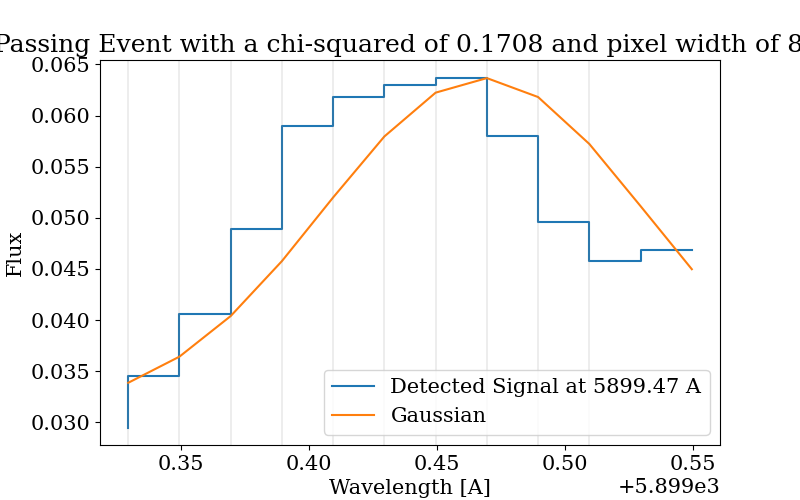 Passing Event with a chi-squared of 0.1708 and pixel width of 8
0.065
0.060
0.055
0.050
0.045
0.040
0.035
0.030
Flux
Detected Signal at 5899.47 A
Gaussian
0.35 0.40 0.45 0.50 0.55
+5.899e3
Wavelength [A]